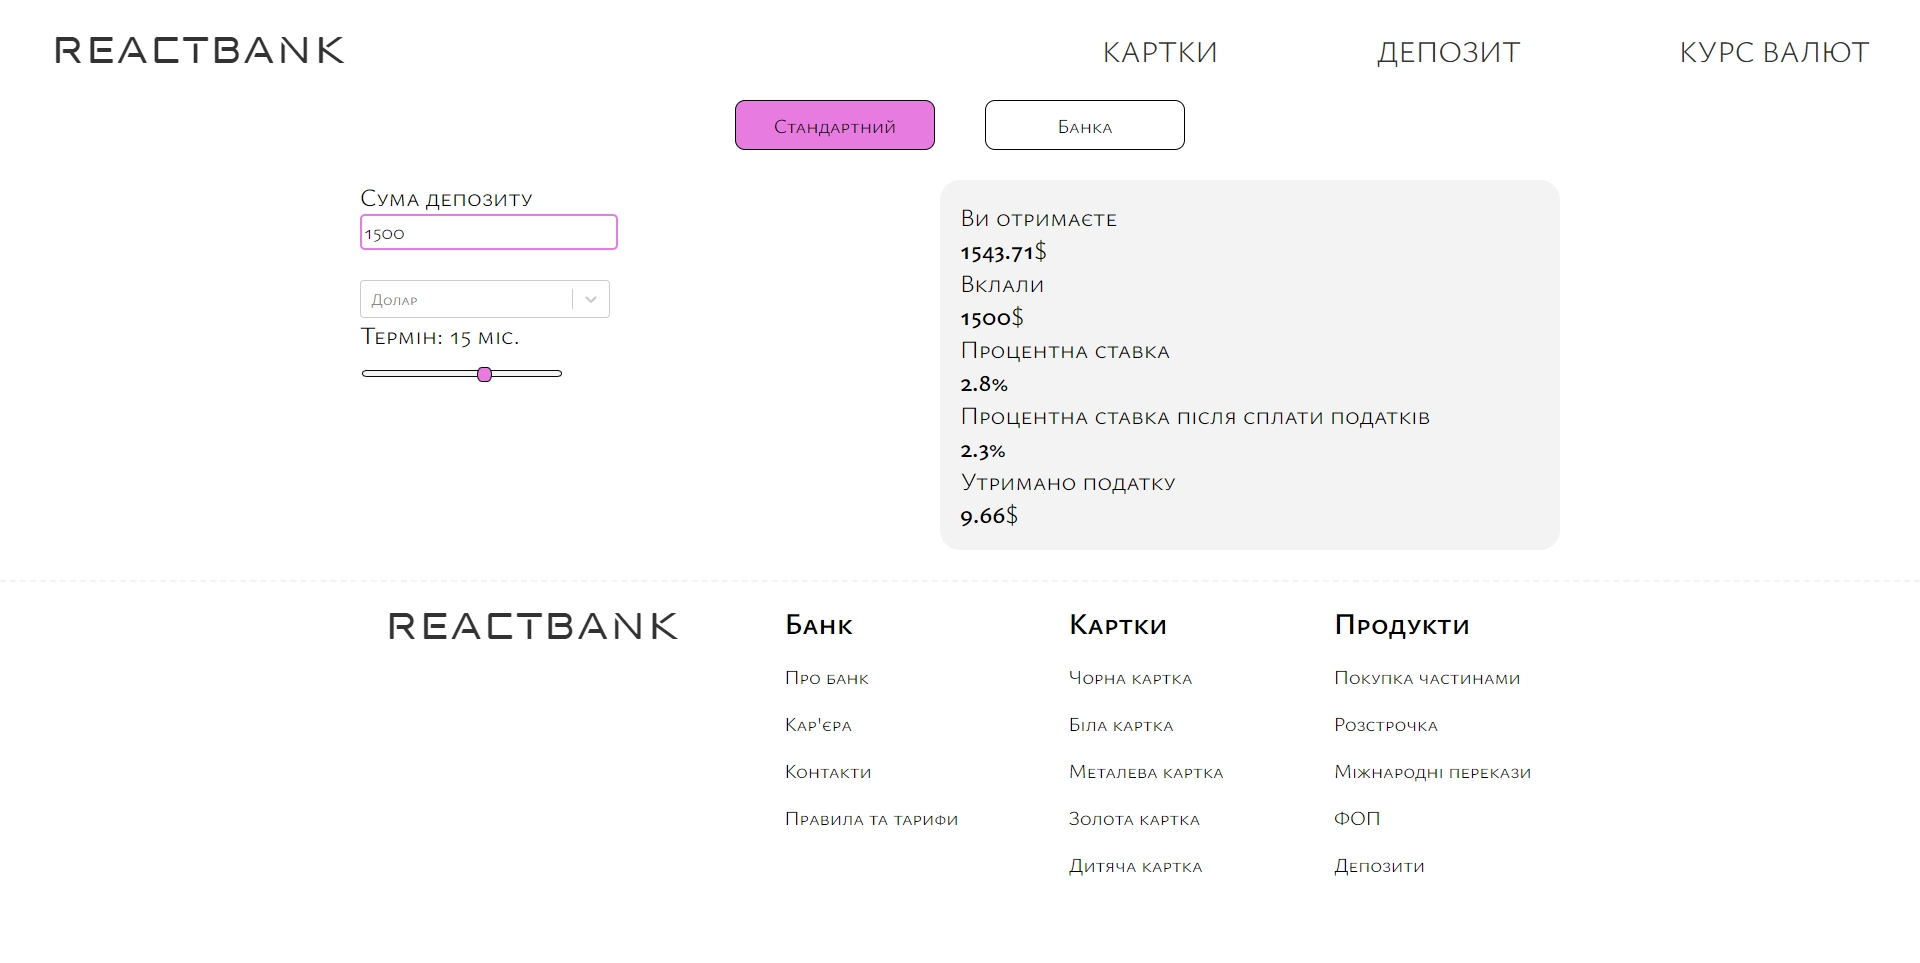 REACTBANK
КАРТКИ
ДЕПОЗИТ
КУРС ВАЛЮТ
Стандартний
Банка
Сума депозиту
1500
Долар
Термін: 15 міс.
Ви отримаєте
1543.71$
Вклали
1500$
Процентна ставка
2.8%
Процентна ставка після сплати податків
2.3%
Утримано податку
9.66$
REACTBANK
Банк
Про банк
Кар'єра
Контакти
Правила та тарифи
Картки
Чорна картка
Біла картка
Металева картка
Золота картка
Дитяча картка
Продукти
Покупка частинами
Розстрочка
Міжнародні перекази
ФОП
Депозити